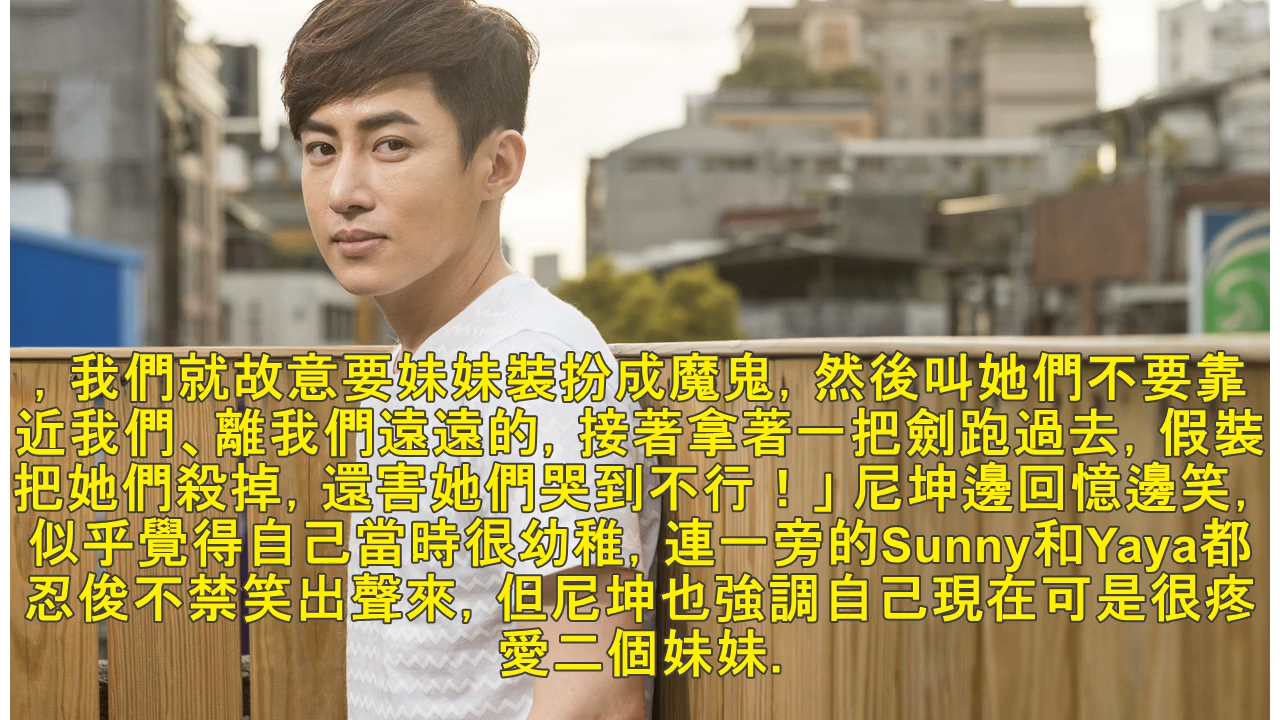 , 我們就故意要妹妹裝扮成魔鬼, 然後叫她們不要靠
近我們、離我們遠遠的, 接著拿著一把劍跑過去, 假裝
把她們殺掉, 還害她們哭到不行！」尼坤邊回憶邊笑,
似乎覺得自己當時很幼稚, 連一旁的Sunny和Yaya都
忍俊不禁笑出聲來, 但尼坤也強調自己現在可是很疼
愛二個妹妹.